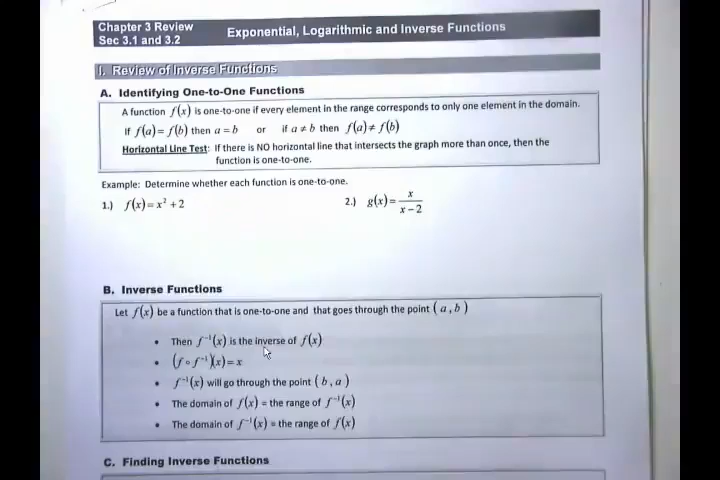 Chapter 3 Review
Sec 3.1 and 3.2
Exponential, Logarithmic and Inverse Functions
I. Review of Inverse Functions
A. Identifying One-to-One Functions
A function f(x) is one-to-one if every element in the range corresponds to only one element in the domain.
If f(a)= f(b) then a = b or if a ≠ b then f(a) ≠ f(b)
Horizontal Line Test: If there is NO horizontal line that intersects the graph more than once, then the
function is one-to-one.
Example: Determine whether each function is one-to-one.
1.) f(x)= x² + 2 2.) g(x)= x/(x − 2)
B. Inverse Functions
Let f(x) be a function that is one-to-one and that goes through the point (a, b)
• Then f⁻¹(x) is the inverse of f(x)
• (f ∘ f⁻¹)(x)= x
• f⁻¹(x) will go through the point (b, a)
• The domain of f(x) = the range of f⁻¹(x)
• The domain of f⁻¹(x) = the range of f(x)
C. Finding Inverse Functions